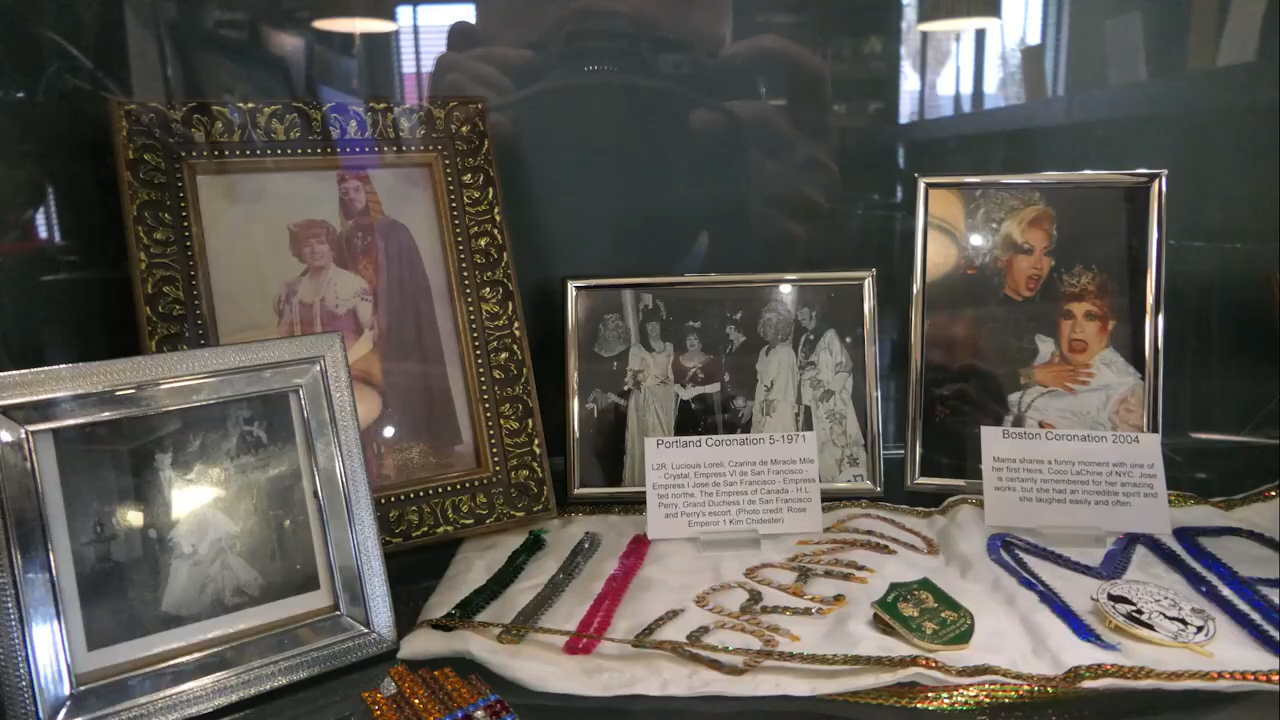 Portland Coronation 5-1971
L2R, Luciouis Loreli, Czarina de Miracle Mile
- Crystal, Empress VI de San Francisco -
Empress I Jose de San Francisco - Empress
ted northe, The Empress of Canada - H.L.
Perry, Grand Duchess I de San Francisco
and Perry's escort. (Photo credit: Rose
Emperor 1 Kim Chidester)
Boston Coronation 2004
Mama shares a funny moment with one of
her first Heirs, Coco LaChine of NYC. Jose
is certainly remembered for her amazing
works, but she had an incredible spirit and
she laughed easily and often.